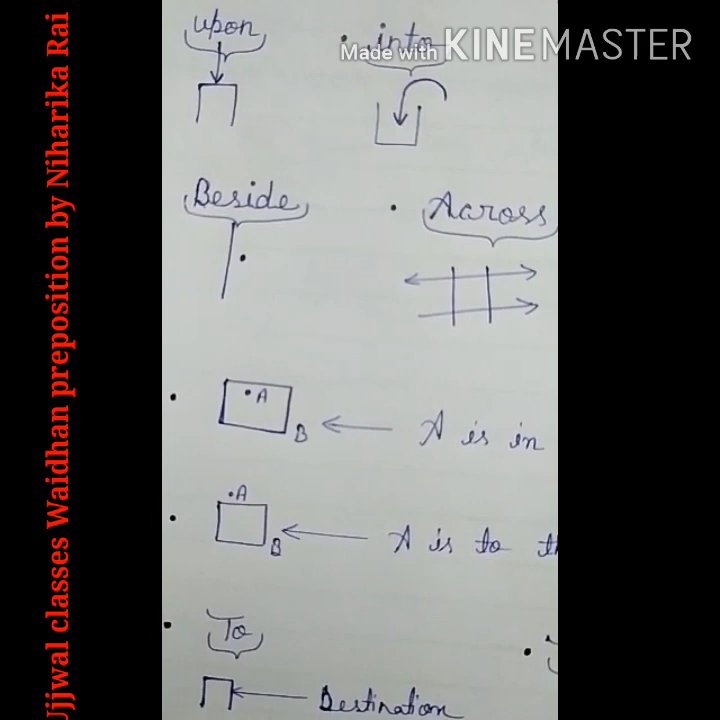 Ujjwal classes Waidhan preposition by Niharika Rai
Made with KINEMASTER
upon
into
Beside
Across
A
B
A is in
A
B
A is to th
To
Destination